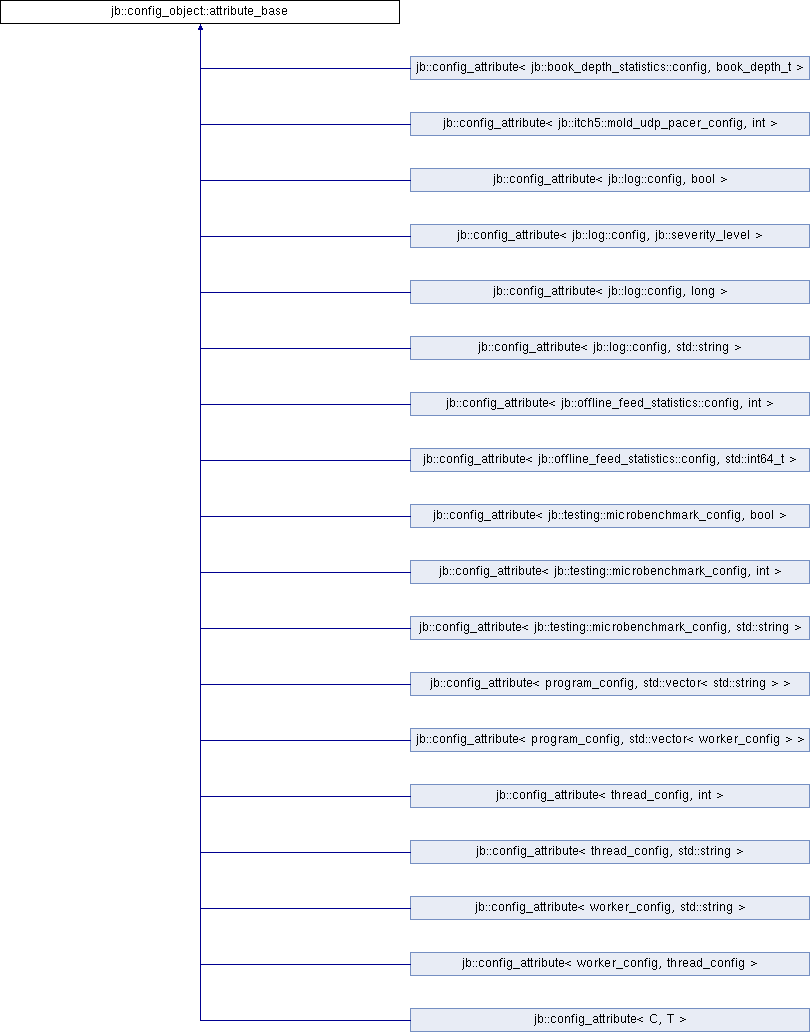 jb::config_object::attribute_base
jb::config_attribute< jb::book_depth_statistics::config, book_depth_t >
jb::config_attribute< jb::itch5::mold_udp_pacer_config, int >
jb::config_attribute< jb::log::config, bool >
jb::config_attribute< jb::log::config, jb::severity_level >
jb::config_attribute< jb::log::config, long >
jb::config_attribute< jb::log::config, std::string >
jb::config_attribute< jb::offline_feed_statistics::config, int >
jb::config_attribute< jb::offline_feed_statistics::config, std::int64_t >
jb::config_attribute< jb::testing::microbenchmark_config, bool >
jb::config_attribute< jb::testing::microbenchmark_config, int >
jb::config_attribute< jb::testing::microbenchmark_config, std::string >
jb::config_attribute< program_config, std::vector< std::string > >
jb::config_attribute< program_config, std::vector< worker_config > >
jb::config_attribute< thread_config, int >
jb::config_attribute< thread_config, std::string >
jb::config_attribute< worker_config, std::string >
jb::config_attribute< worker_config, thread_config >
jb::config_attribute< C, T >